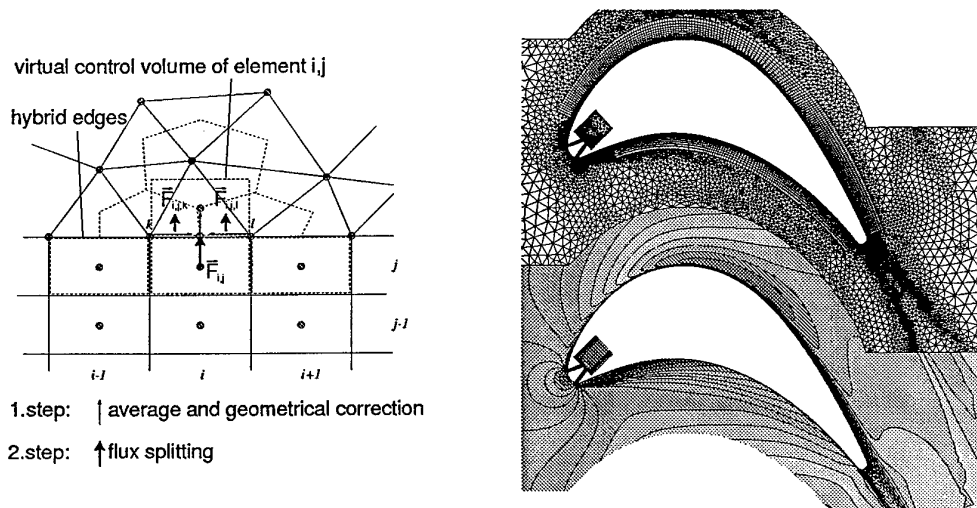 virtual control volume of element i,j
hybrid edges
F i,j,k
F i,j,l
k
l
F i,j
j
j-1
i-1
i
i+1
1.step: average and geometrical correction
2.step: flux splitting